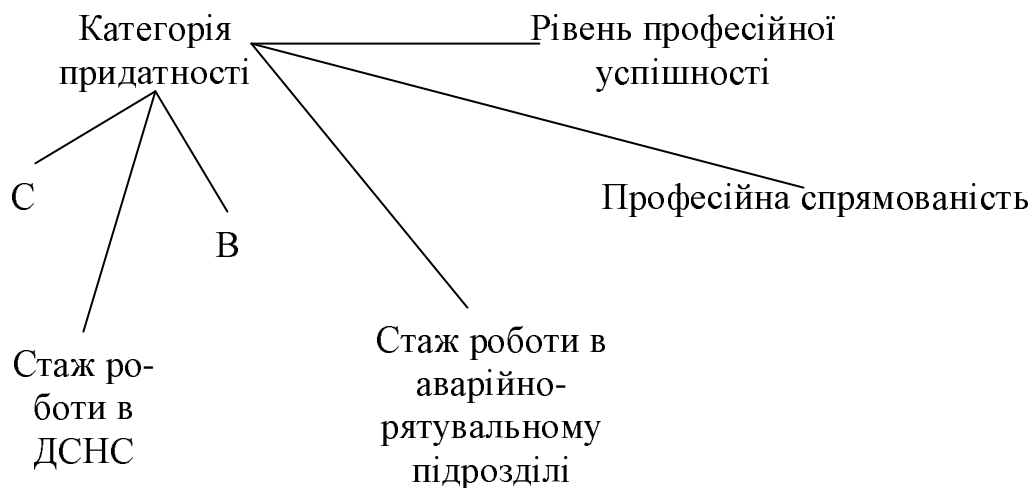 Категорія
придатності
Рівень професійної
успішності
С
В
Професійна спрямованість
Стаж ро-
боти в
ДСНС
Стаж роботи в
аварійно-
рятувальному
підрозділі